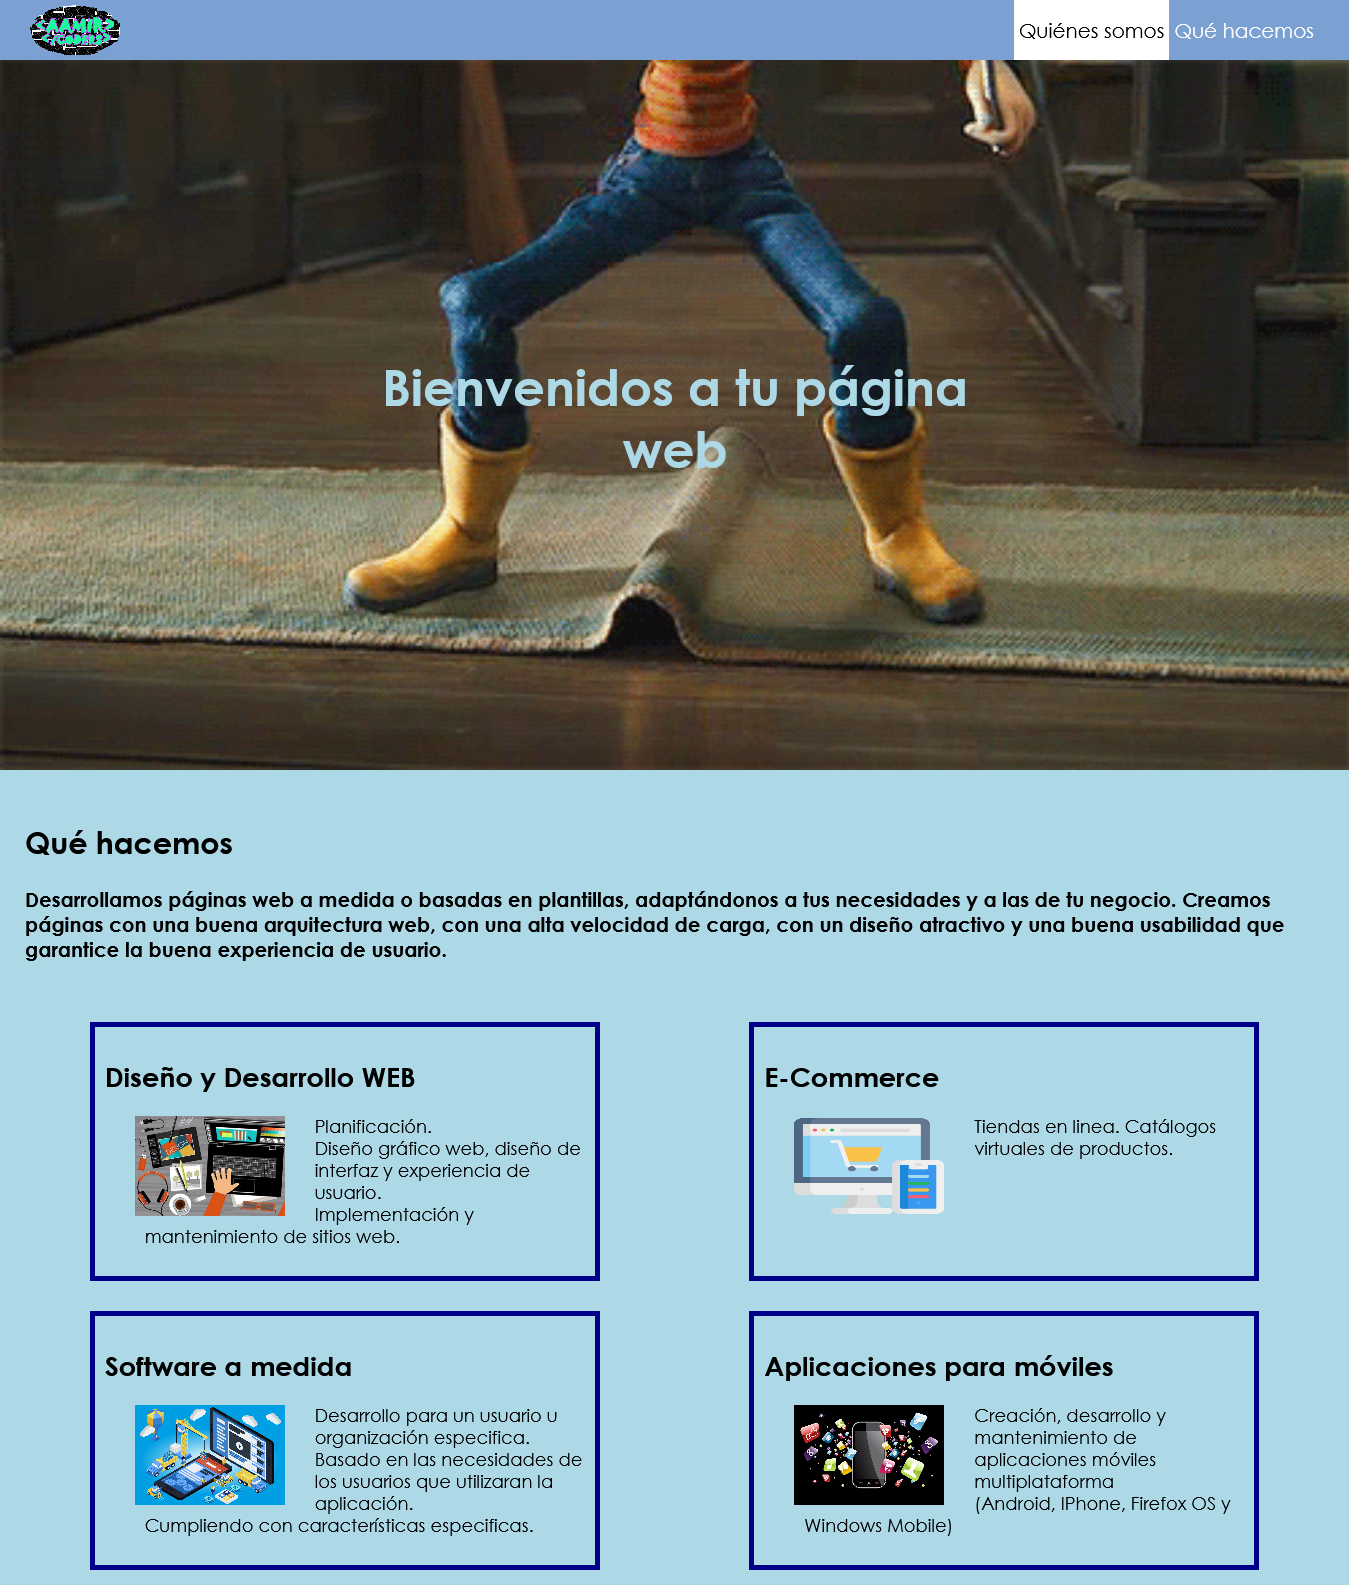 <AAMIR>
Quiénes somos Qué hacemos
Bienvenidos a tu página
web
Qué hacemos
Desarrollamos páginas web a medida o basadas en plantillas, adaptándonos a tus necesidades y a las de tu negocio. Creamos
páginas con una buena arquitectura web, con una alta velocidad de carga, con un diseño atractivo y una buena usabilidad que
garantice la buena experiencia de usuario.
Diseño y Desarrollo WEB
Planificación.
Diseño gráfico web, diseño de
interfaz y experiencia de
usuario.
Implementación y
mantenimiento de sitios web.
E-Commerce
Tiendas en linea. Catálogos
virtuales de productos.
Software a medida
Desarrollo para un usuario u
organización especifica.
Basado en las necesidades de
los usuarios que utilizaran la
aplicación.
Cumpliendo con características especificas.
Aplicaciones para móviles
Creación, desarrollo y
mantenimiento de
aplicaciones móviles
multiplataforma
(Android, IPhone, Firefox OS y
Windows Mobile)